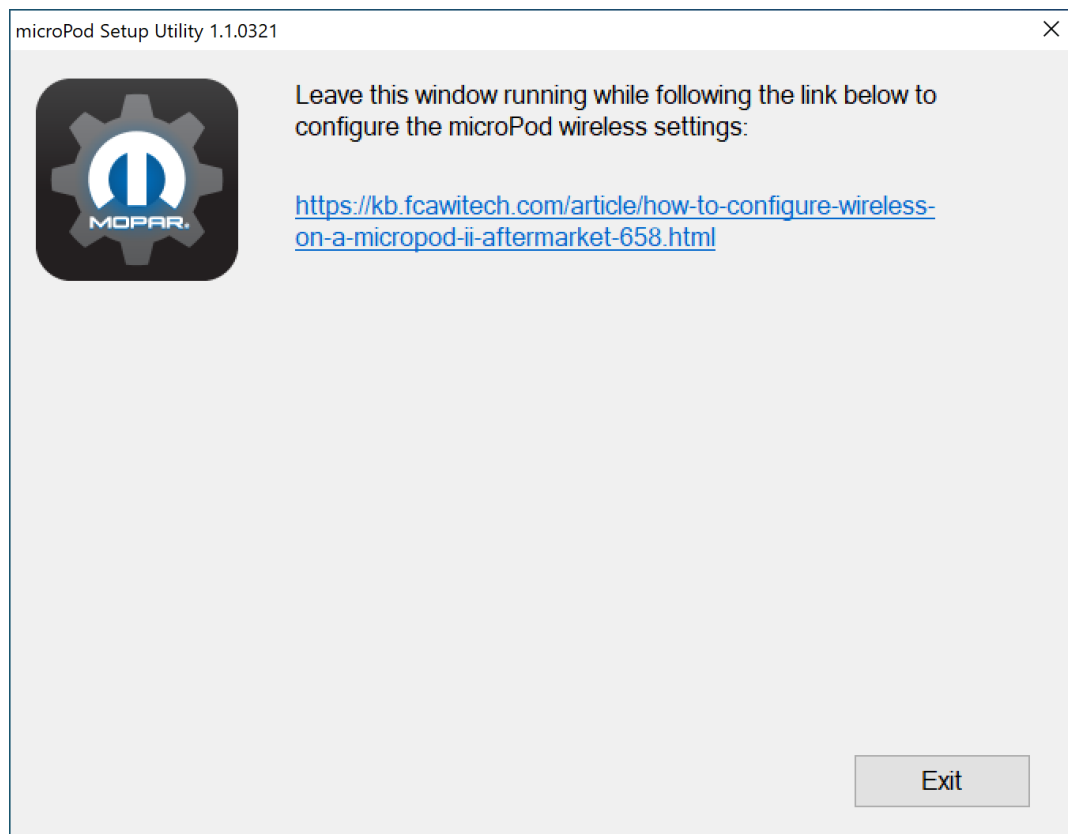 microPod Setup Utility 1.1.0321
Leave this window running while following the link below to
configure the microPod wireless settings:
MOPAR.
https://kb.fcawitech.com/article/how-to-configure-wireless-
on-a-micropod-ii-aftermarket-658.html
Exit